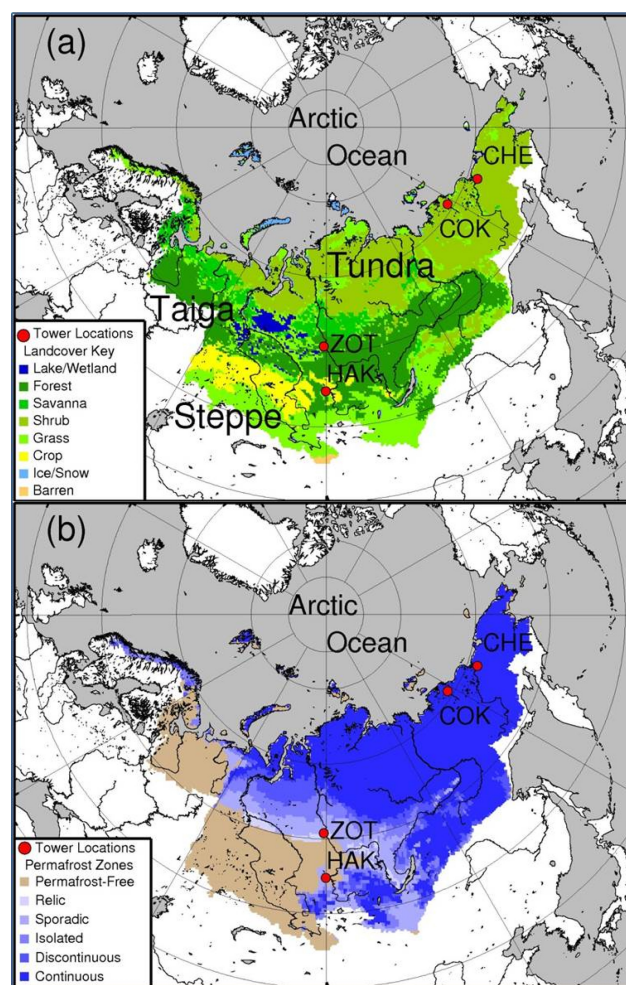 (a)
Arctic
Ocean
CHE
COK
Tundra
Taiga
ZOT
HAK
Steppe
Tower Locations
Landcover Key
Lake/Wetland
Forest
Savanna
Shrub
Grass
Crop
Ice/Snow
Barren
(b)
Arctic
Ocean
CHE
COK
ZOT
HAK
Tower Locations
Permafrost Zones
Permafrost-Free
Relic
Sporadic
Isolated
Discontinuous
Continuous